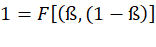 1 = F[(ß, (1 − ß)]